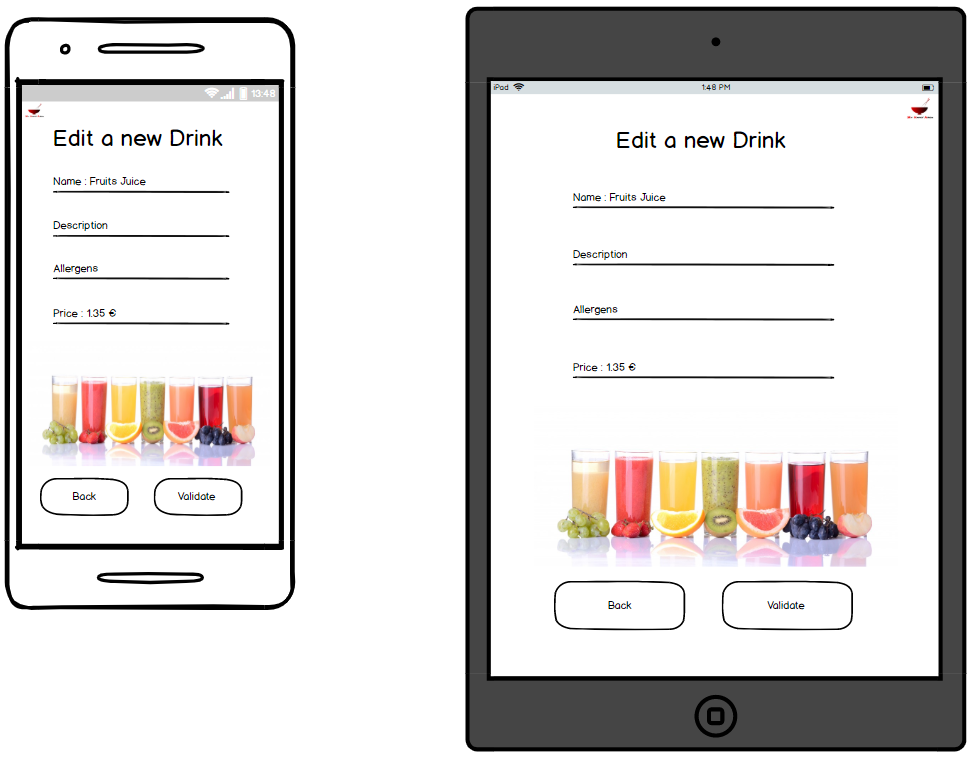 13:48
Edit a new Drink
Name : Fruits Juice
Description
Allergens
Price : 1.35 €
Back
Validate
iPad
1:48 PM
Edit a new Drink
Name : Fruits Juice
Description
Allergens
Price : 1.35 €
Back
Validate